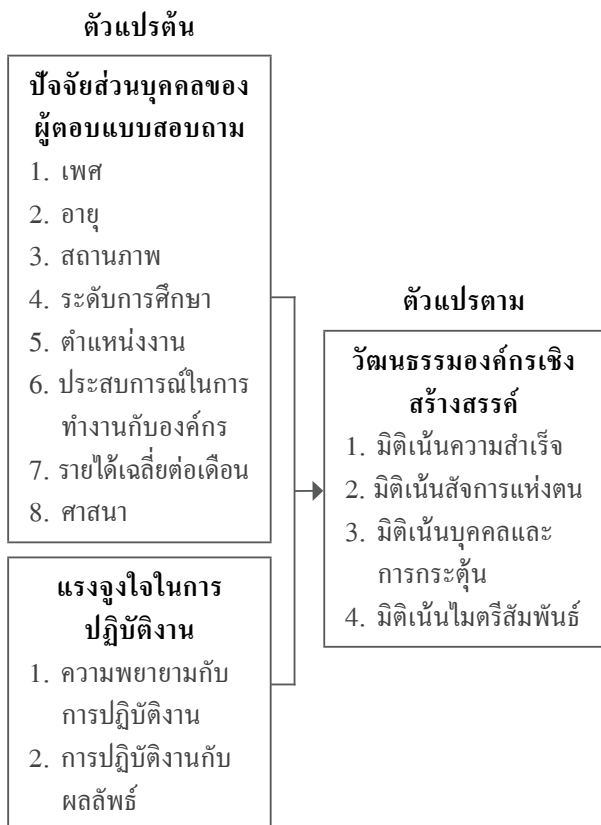 ตัวแปรต้น
ปัจจัยส่วนบุคคลของ
ผู้ตอบแบบสอบถาม
1. เพศ
2. อายุ
3. สถานภาพ
4. ระดับการศึกษา
5. ตำแหน่งงาน
6. ประสบการณ์ในการ
ทำงานกับองค์กร
7. รายได้เฉลี่ยต่อเดือน
8. ศาสนา
แรงจูงใจในการ
ปฏิบัติงาน
1. ความพยายามกับ
การปฏิบัติงาน
2. การปฏิบัติงานกับ
ผลลัพธ์
ตัวแปรตาม
วัฒนธรรมองค์กรเชิง
สร้างสรรค์
1. มิติเน้นความสำเร็จ
2. มิติเน้นสัจการแห่งตน
3. มิติเน้นบุคคลและ
การกระตุ้น
4. มิติเน้นไมตรีสัมพันธ์